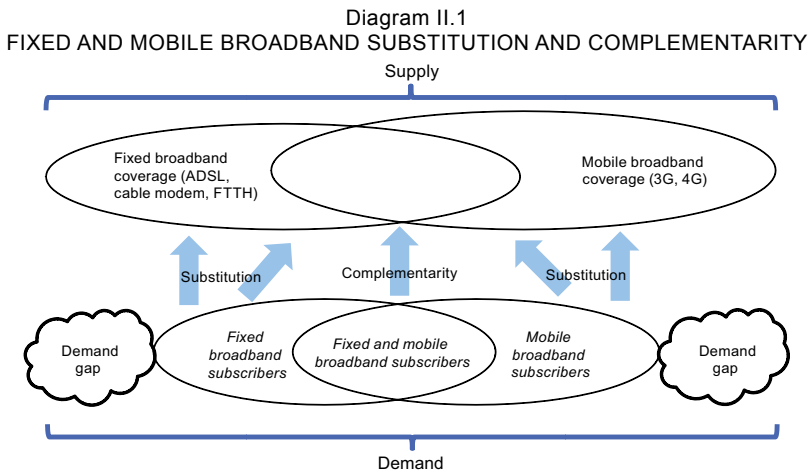 Diagram II.1
FIXED AND MOBILE BROADBAND SUBSTITUTION AND COMPLEMENTARITY
Supply
Fixed broadband
coverage (ADSL,
cable modem, FTTH)
Mobile broadband
coverage (3G, 4G)
Substitution
Complementarity
Substitution
Demand
gap
Fixed
broadband
subscribers
Fixed and mobile
broadband subscribers
Mobile
broadband
subscribers
Demand
gap
Demand